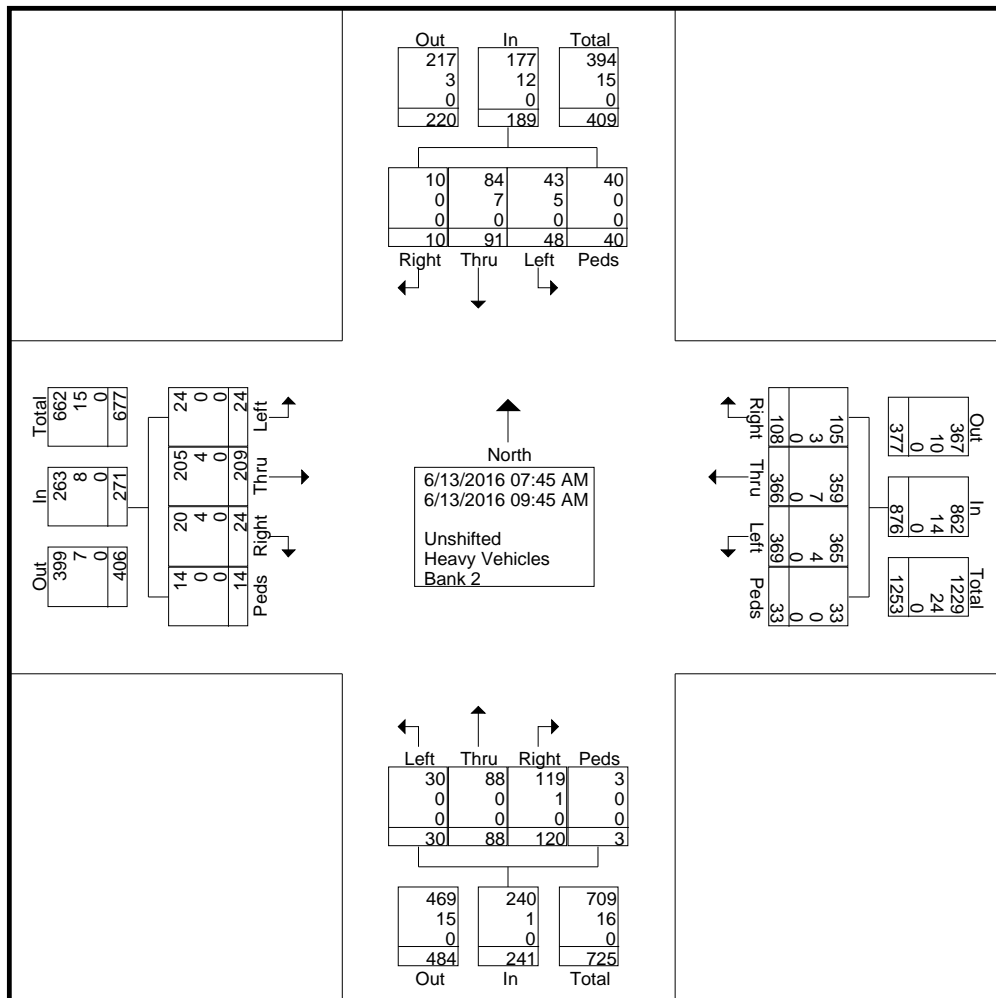 Out In Total
217 177 394
3 12 15
0 0 0
220 189 409
10 84 43 40
0 7 5 0
0 0 0 0
10 91 48 40
Right Thru Left Peds
Total
662
15
0
677
In
263
8
0
271
Out
399
7
0
406
24
0
0
24
Left
205
4
0
209
Thru
20
4
0
24
Right
14
0
0
14
Peds
North
6/13/2016 07:45 AM
6/13/2016 09:45 AM
Unshifted
Heavy Vehicles
Bank 2
Right
105
3
0
108
Thru
359
7
0
366
Left
365
4
0
369
Peds
33
0
0
33
Out
367
10
0
377
In
862
14
0
876
Total
1229
24
0
1253
Left Thru Right Peds
30 88 119 3
0 0 1 0
0 0 0 0
30 88 120 3
469 240 709
15 1 16
0 0 0
484 241 725
Out In Total